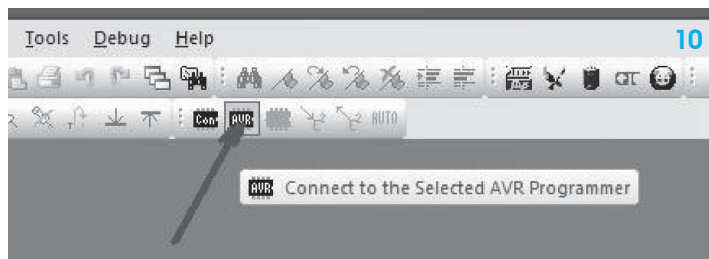 Tools Debug Help 10
Con AVR AUTO
AVR Connect to the Selected AVR Programmer